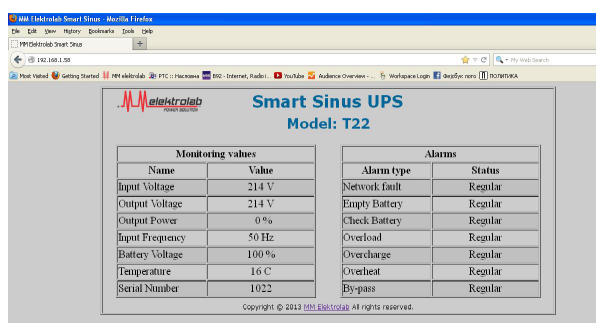 MM Elektrolab Smart Sinus - Mozilla Firefox
File Edit View History Bookmarks Tools Help
MM Elektrolab Smart Sinus +
192.168.1.58 My Web Search
Most Visited Getting Started MM elektrolab PTC :: Насловна B92 - Internet, Radio i... YouTube Audience Overview - ... Workspace Login Фејсбук лого ПОЛИТИКА
MM elektrolab
POWER SOLUTION
Smart Sinus UPS
Model: T22
Monitoring values
Name Value
Input Voltage 214 V
Output Voltage 214 V
Output Power 0 %
Input Frequency 50 Hz
Battery Voltage 100 %
Temperature 16 C
Serial Number 1022
Alarms
Alarm type Status
Network fault Regular
Empty Battery Regular
Check Battery Regular
Overload Regular
Overcharge Regular
Overheat Regular
By-pass Regular
Copyright © 2013 MM Elektrolab All rights reserved.